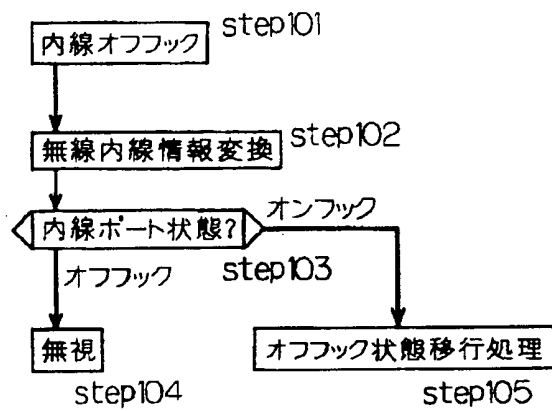 内線オフフック
step101
無線内線情報変換
step102
内線ポート状態?
オンフック
step103
オフフック
無視
オフフック状態移行処理
step104
step105